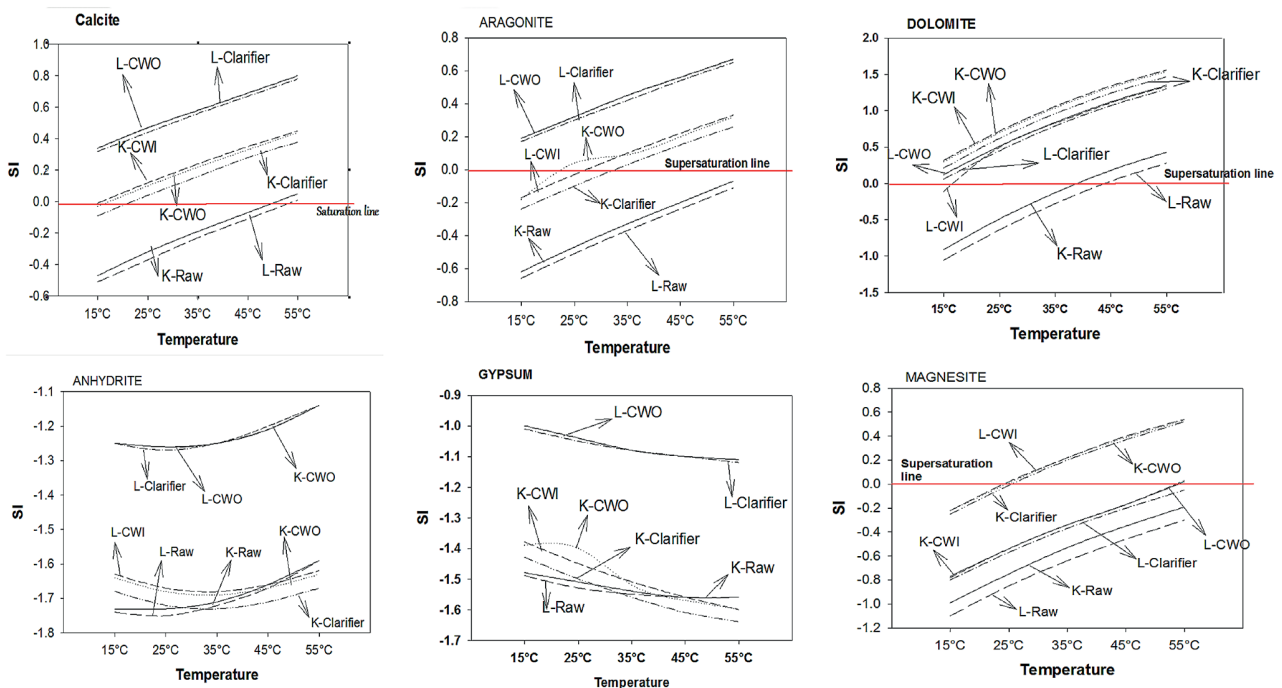 Calcite
1.0
0.8
0.6
0.4
0.2
0.0
-0.2
-0.4
-0.6
SI
L-CWO
L-Clarifier
K-CWI
K-Clarifier
K-CWO
Saturation line
K-Raw
L-Raw
15°C 25°C 35°C 45°C 55°C
Temperature
ARAGONITE
0.8
0.6
0.4
0.2
0.0
-0.2
-0.4
-0.6
-0.8
SI
L-CWO
L-Clarifier
K-CWO
L-CWI
Supersaturation line
K-Clarifier
K-Raw
L-Raw
15°C 25°C 35°C 45°C 55°C
Temperature
DOLOMITE
2.0
1.5
1.0
0.5
0.0
-0.5
-1.0
-1.5
SI
K-CWO
K-Clarifier
K-CWI
L-CWO
L-Clarifier
Supersaturation line
L-Raw
L-CWI
K-Raw
15°C 25°C 35°C 45°C 55°C
Temperature
ANHYDRITE
-1.1
-1.2
-1.3
-1.4
-1.5
-1.6
-1.7
-1.8
SI
L-Clarifier
L-CWO
K-CWO
L-CWI
L-Raw
K-Raw
K-CWO
K-Clarifier
15°C 25°C 35°C 45°C 55°C
Temperature
GYPSUM
-0.9
-1.0
-1.1
-1.2
-1.3
-1.4
-1.5
-1.6
-1.7
SI
L-CWO
L-Clarifier
K-CWI
K-CWO
K-Clarifier
K-Raw
L-Raw
15°C 25°C 35°C 45°C 55°C
Temperature
MAGNESITE
0.8
0.6
0.4
0.2
0.0
-0.2
-0.4
-0.6
-0.8
-1.0
-1.2
SI
L-CWI
K-CWO
Supersaturation
line
K-Clarifier
K-CWI
L-Clarifier
L-CWO
K-Raw
L-Raw
15°C 25°C 35°C 45°C 55°C
Temperature